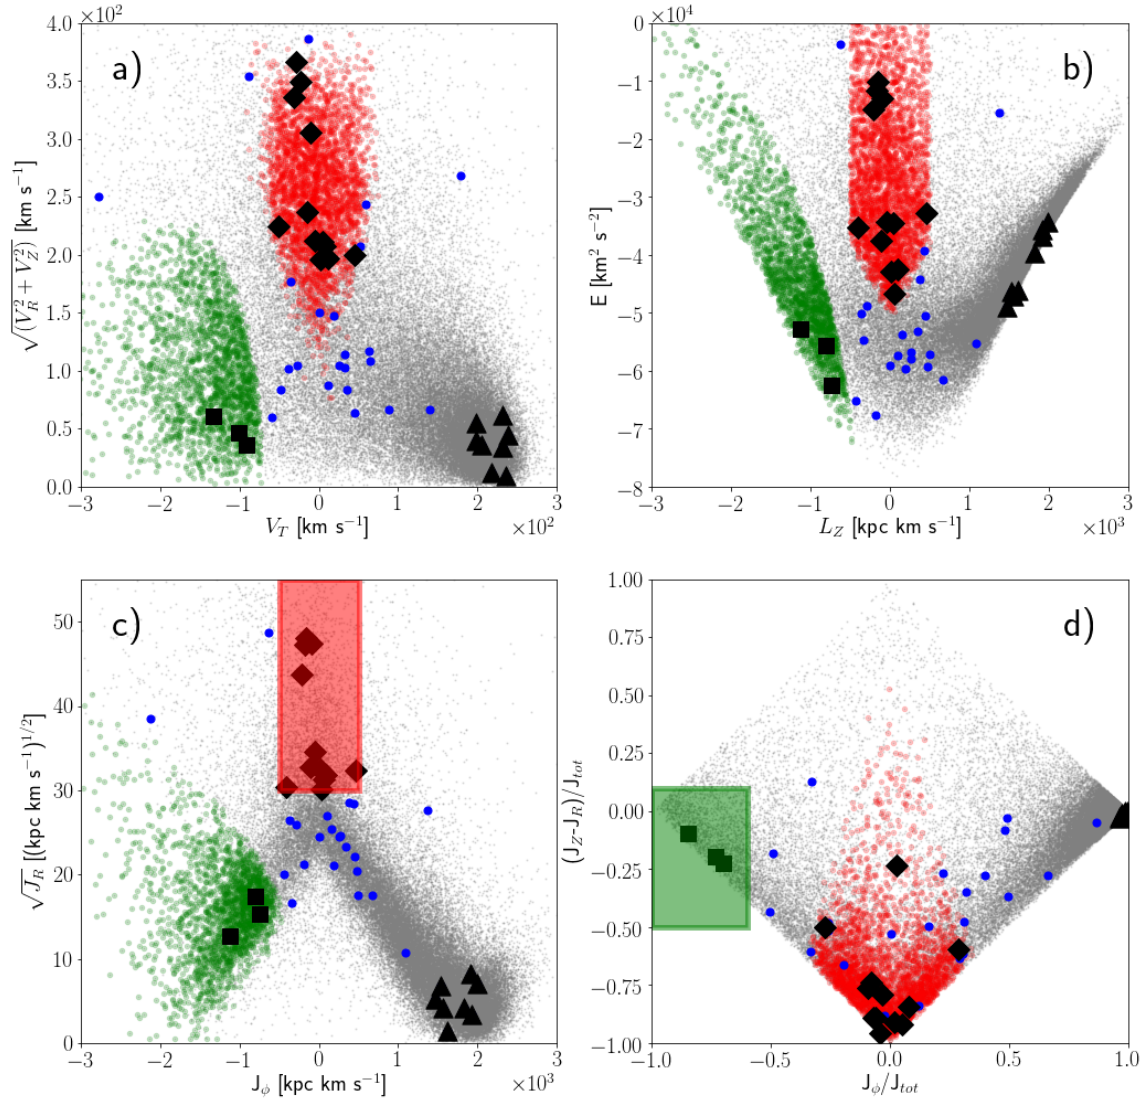 ×10²
4.0
3.5
3.0
2.5
2.0
1.5
1.0
0.5
0.0
a)
√(V_R² + V_Z²) [km s⁻¹]
−3 −2 −1 0 1 2 3
V_T [km s⁻¹]
×10²
×10⁴
0
−1
−2
−3
−4
−5
−6
−7
−8
b)
E [km² s⁻²]
−3 −2 −1 0 1 2 3
L_Z [kpc km s⁻¹]
×10³
50
40
30
20
10
0
c)
√J_R [(kpc km s⁻¹)^{1/2}]
−3 −2 −1 0 1 2 3
J_ϕ [kpc km s⁻¹]
×10³
1.00
0.75
0.50
0.25
0.00
−0.25
−0.50
−0.75
−1.00
d)
(J_Z-J_R)/J_tot
−1.0 −0.5 0.0 0.5 1.0
J_ϕ/J_tot